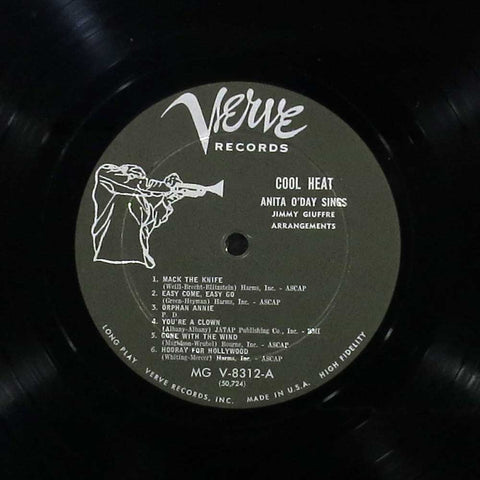 Verve
RECORDS
COOL HEAT
ANITA O'DAY SINGS
JIMMY GIUFFRE
ARRANGEMENTS
1. MACK THE KNIFE
(Weill-Brecht-Blitzstein) Harms, Inc. - ASCAP
2. EASY COME, EASY GO
(Green-Heyman) Harms, Inc. - ASCAP
3. ORPHAN ANNIE
P. D.
4. YOU'RE A CLOWN
(Albany-Albany) JATAP Publishing Co., Inc. - BMI
5. GONE WITH THE WIND
(Magidson-Wrubel) Bourne, Inc. - ASCAP
6. HOORAY FOR HOLLYWOOD
(Whiting-Mercer) Harms, Inc. - ASCAP
MG V-8312-A
(50,724)
LONG PLAY VERVE RECORDS, INC. MADE IN U.S.A. HIGH FIDELITY